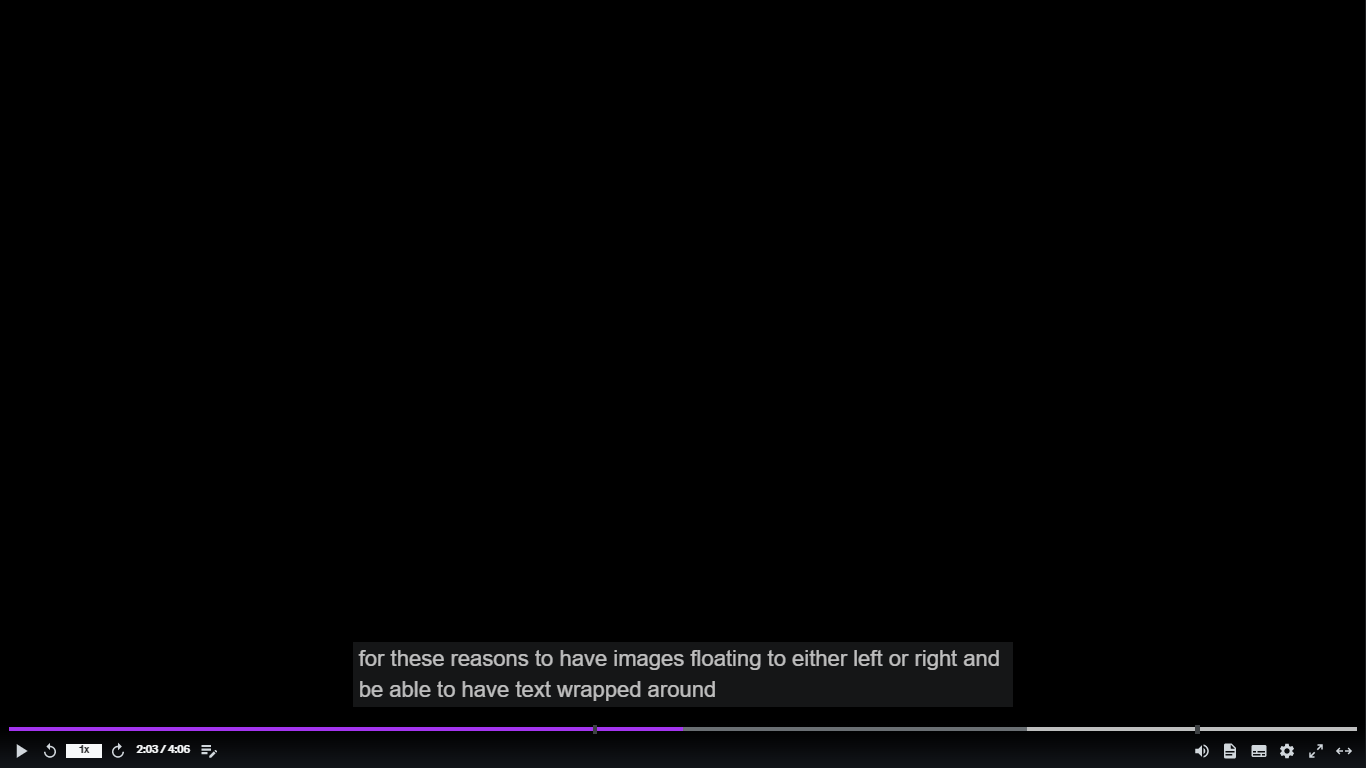 for these reasons to have images floating to either left or right and
be able to have text wrapped around
1x
2:03 / 4:06